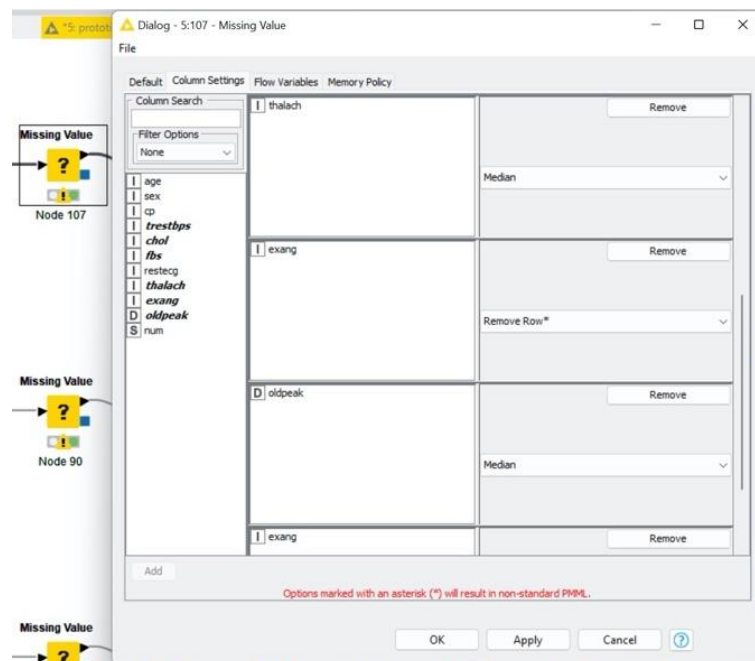 *5: prototi
Dialog - 5:107 - Missing Value
File
Default Column Settings Flow Variables Memory Policy
Column Search
Filter Options
None
I age
I sex
I cp
I trestbps
I chol
I fbs
I restecg
I thalach
I exang
D oldpeak
S num
I thalach
Remove
Median
I exang
Remove
Remove Row*
D oldpeak
Remove
Median
I exang
Remove
Add
Options marked with an asterisk (*) will result in non-standard PMML.
OK Apply Cancel ?
Missing Value
?
Node 107
Missing Value
?
Node 90
Missing Value
?